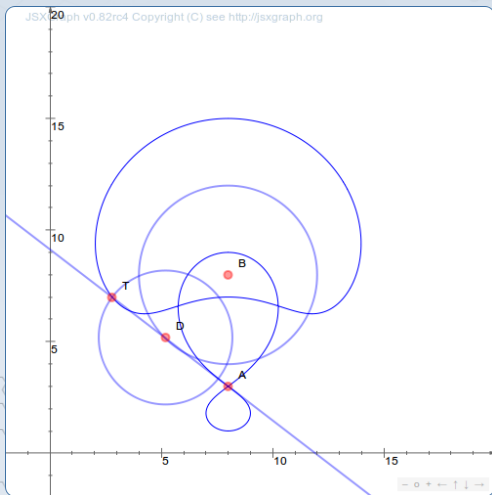 JSXGraph v0.82rc4 Copyright (C) see http://jsxgraph.org
20
15
10
B
T
D
5
A
5
10
15
− o + ← ↑ ↓ →